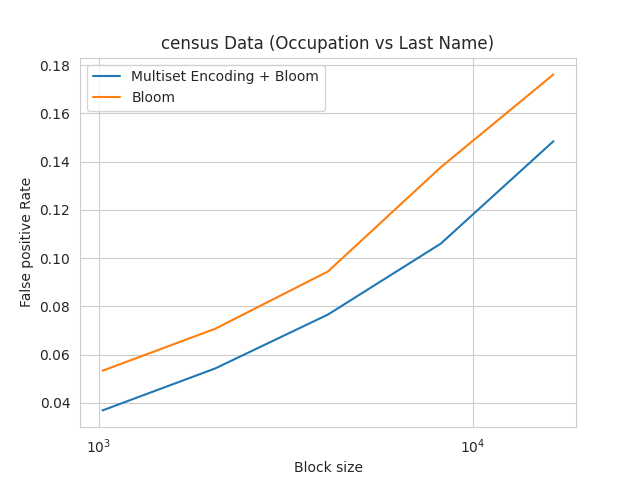 census Data (Occupation vs Last Name)
Multiset Encoding + Bloom
Bloom
False positive Rate
0.18
0.16
0.14
0.12
0.10
0.08
0.06
0.04
10³
10⁴
Block size